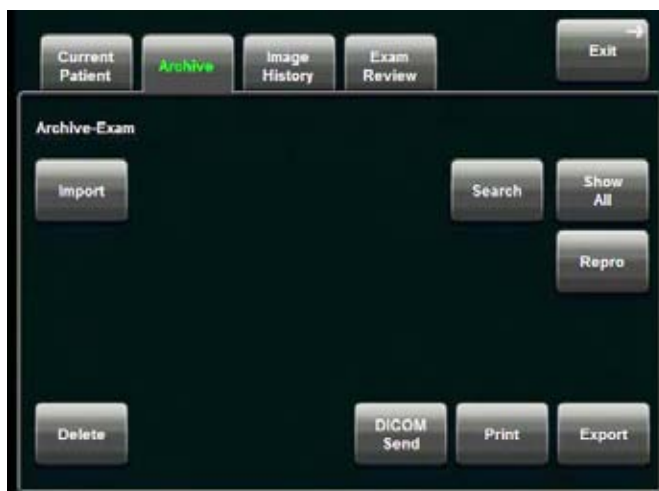 Current
Patient
Archive
Image
History
Exam
Review
Exit
Archive-Exam
Import
Search
Show
All
Repro
Delete
DICOM
Send
Print
Export